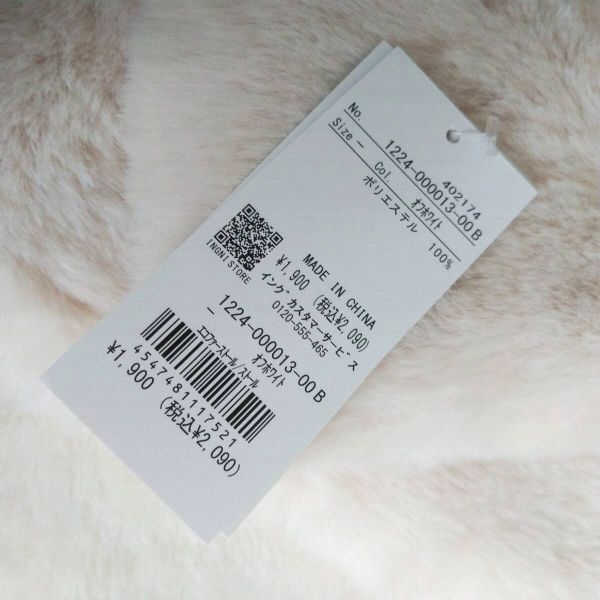 402174
No. 1224-000013-00 B
Size ー Col. ｵﾌﾎﾜｲﾄ
ポリエステル 100%
MADE IN CHINA
¥1,900 (税込¥2,090)
イング カスタマーサービス
0120-555-465
INGNI STORE
1224-000013-00 B
ー ｵﾌﾎﾜｲﾄ
ｴｺﾌｧｰｽﾄｰﾙ/ｽﾄｰﾙ
4547481117521
¥1,900 (税込¥2,090)